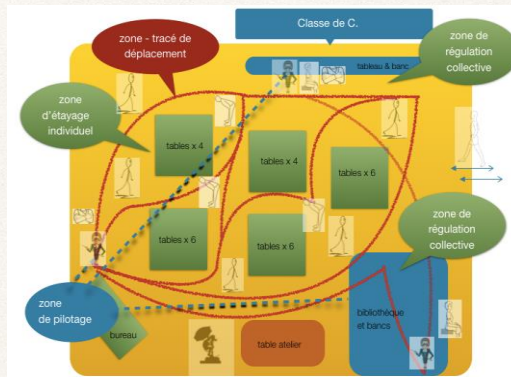 Classe de C.
zone - tracé de
déplacement
tableau & banc
zone de
régulation
collective
zone
d'étayage
individuel
tables x 4
tables x 4
tables x 6
tables x 6
tables x 6
zone de
régulation
collective
zone
de pilotage
bureau
table atelier
bibliothèque
et bancs